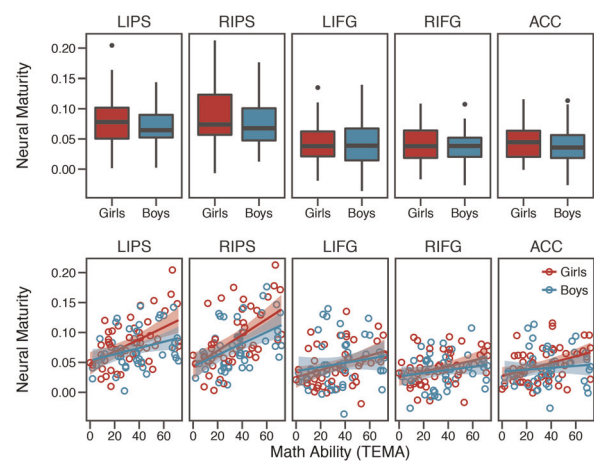 LIPS RIPS LIFG RIFG ACC
Neural Maturity
0.20
0.15
0.10
0.05
0.00
Girls Boys Girls Boys Girls Boys Girls Boys Girls Boys
LIPS RIPS LIFG RIFG ACC
Neural Maturity
0.20
0.15
0.10
0.05
0.00
Girls
Boys
0 20 40 60 0 20 40 60 0 20 40 60 0 20 40 60 0 20 40 60
Math Ability (TEMA)